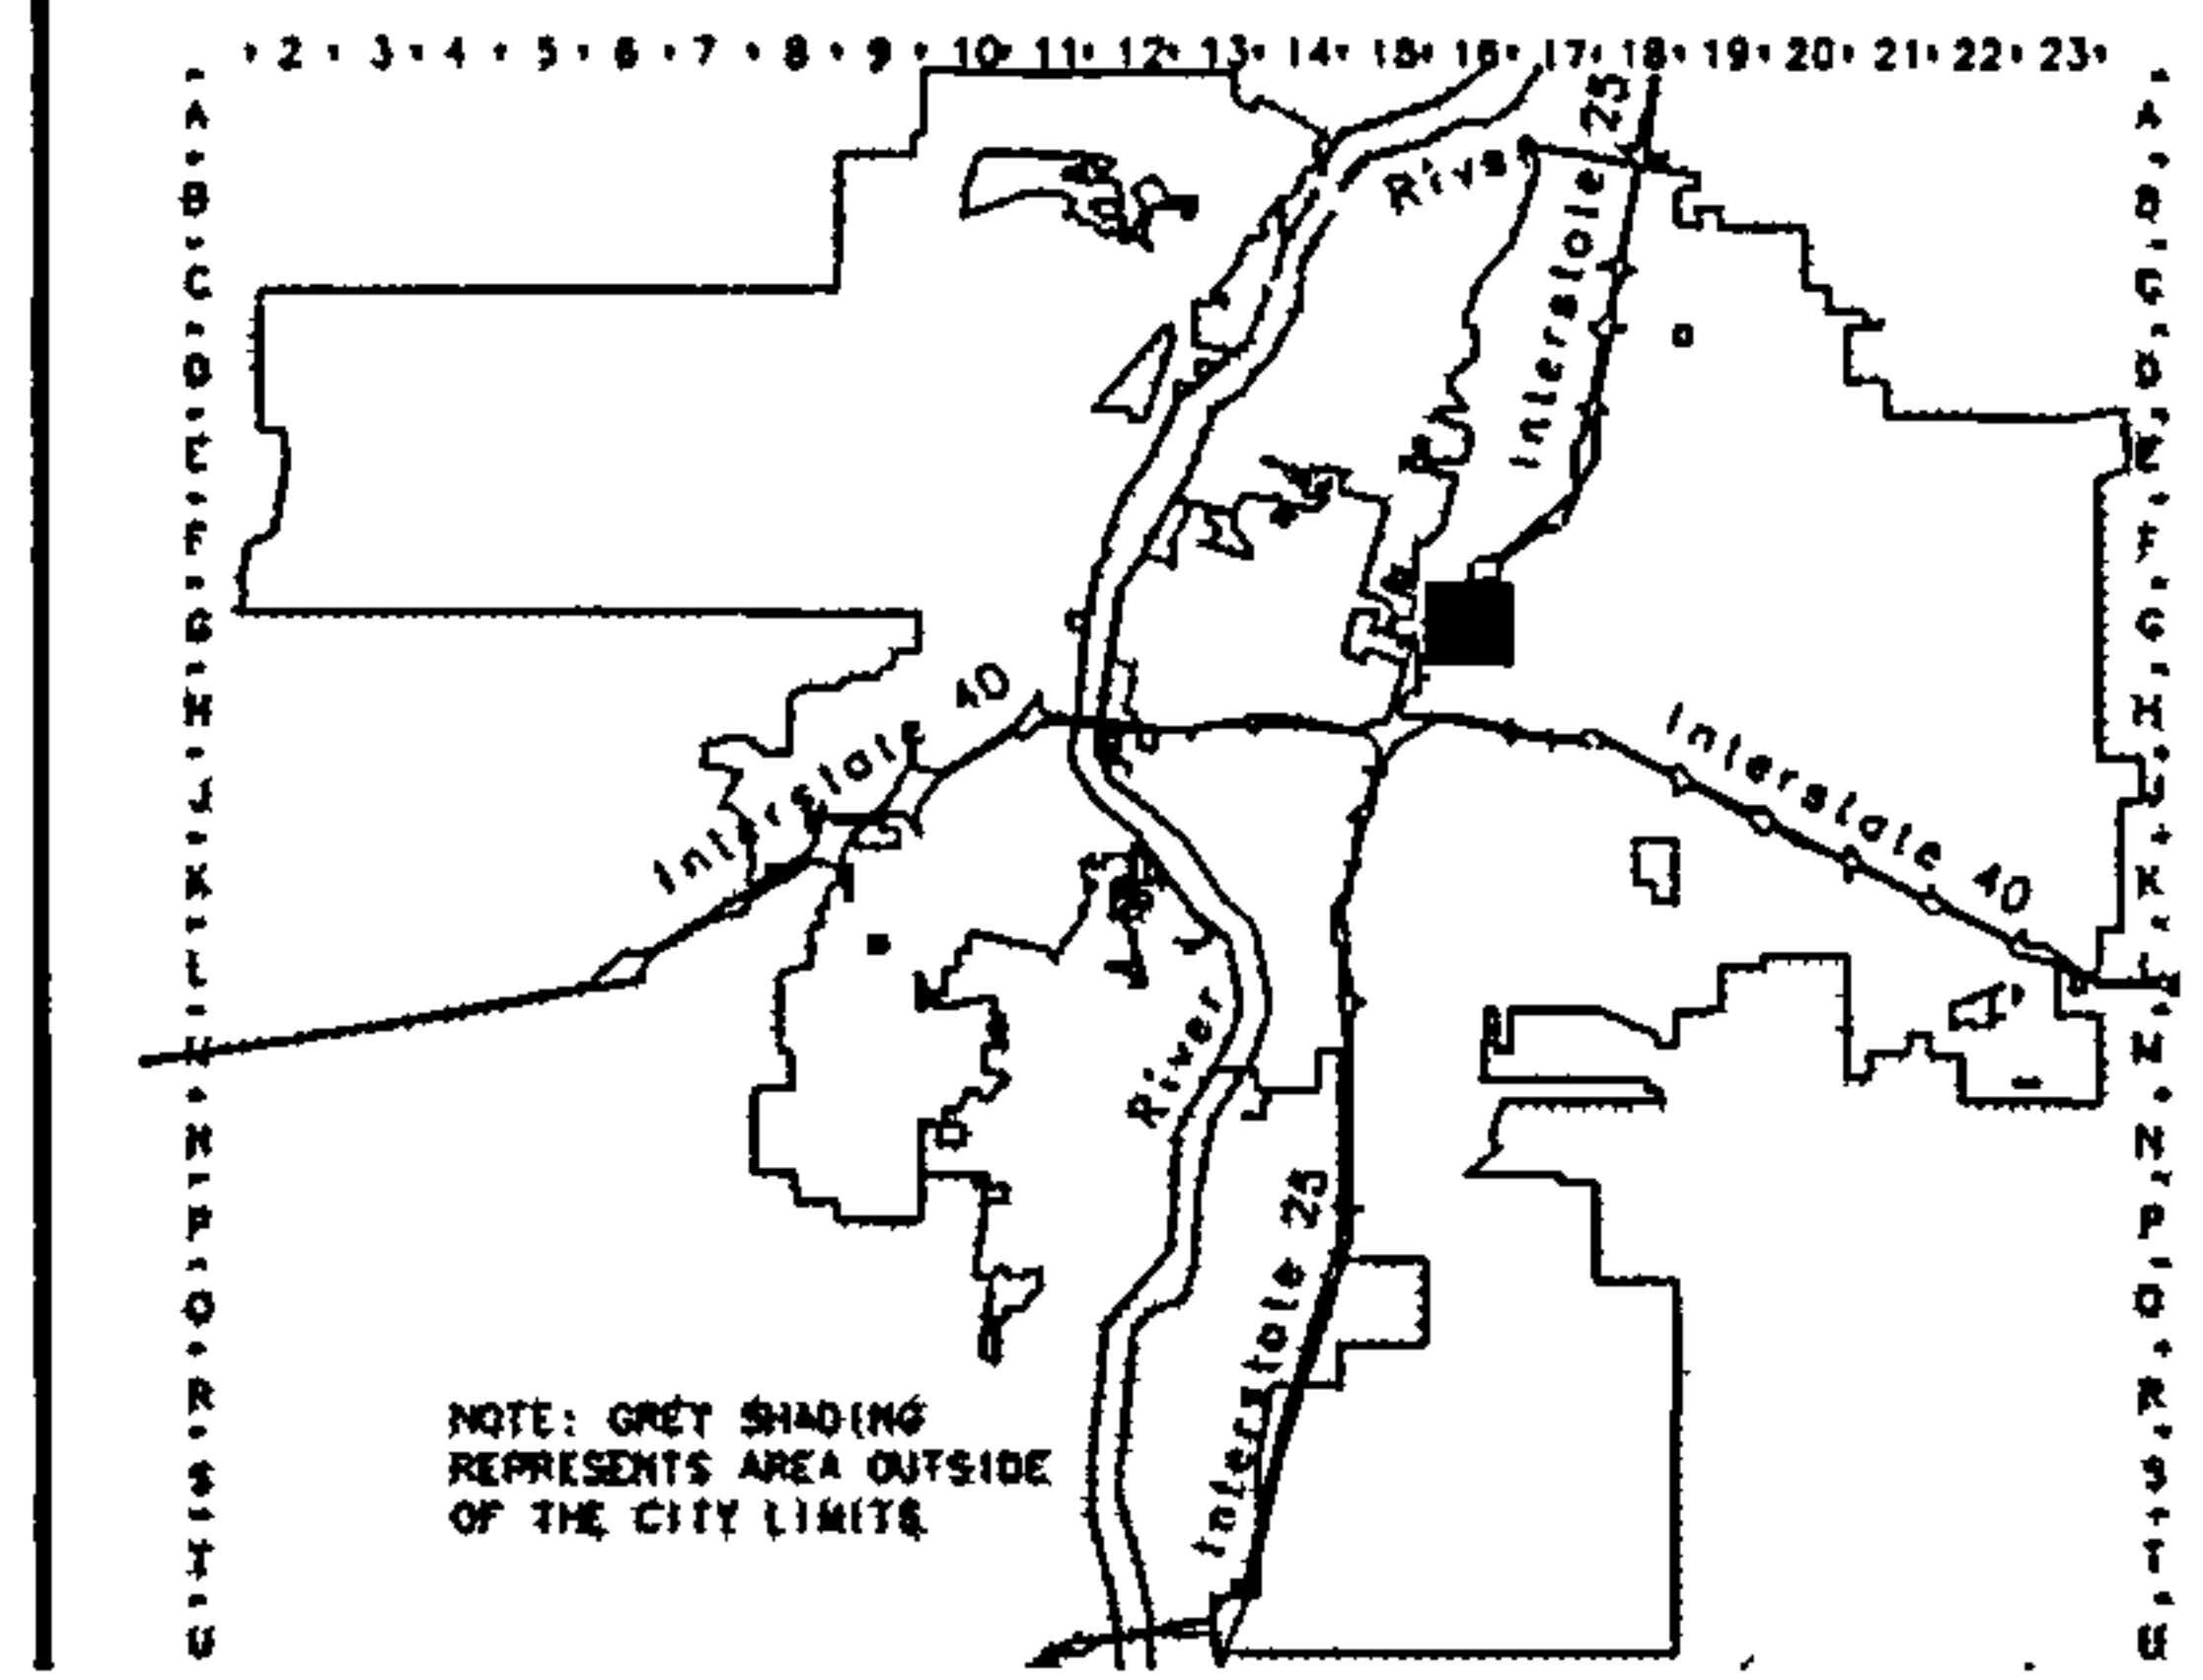 2 3 4 5 6 7 8 9 10 11 12 13 14 15 16 17 18 19 20 21 22 23
A A
B B
C C
D D
E E
F F
G G
H H
J J
K K
L L
M M
N N
P P
Q Q
R R
S S
T T
U U
River
Interstate 25
Interstate 40
Interstate 40
River
Interstate 25
NOTE: GREY SHADING
REPRESENTS AREA OUTSIDE
OF THE CITY LIMITS